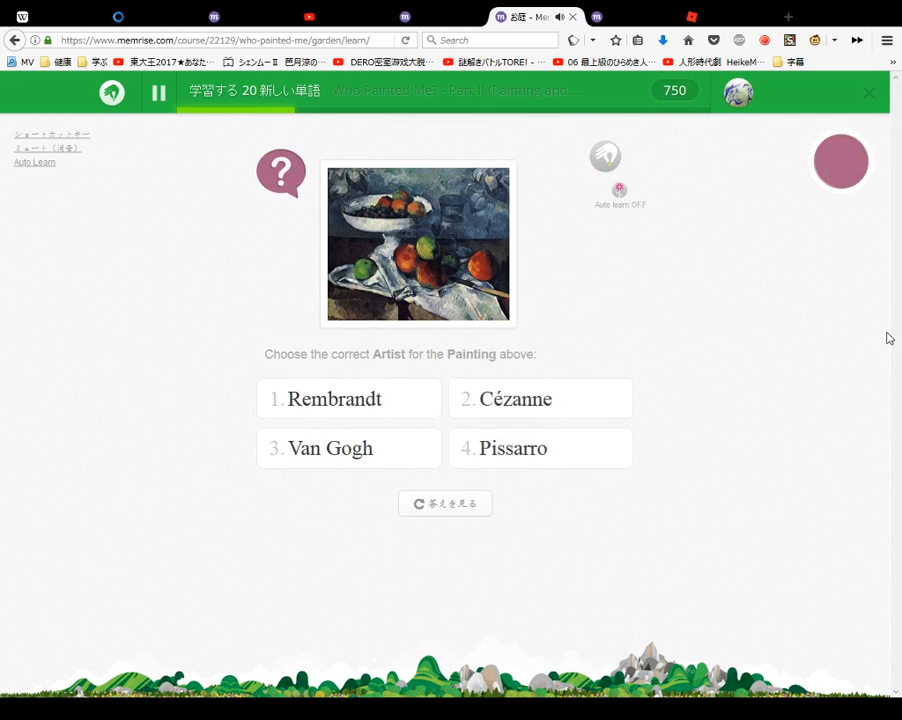 お庭 - Mer
https://www.memrise.com/course/22129/who-painted-me/garden/learn/
Search
MV 健康 学ぶ 東大王2017★あなた… シェンムーⅡ 芭月涼の… DERO密室游戏大脱… 謎解きバトルTORE! - … 06 最上級のひらめき人… 人形時代劇 HeikeM… 字幕
学習する 20 新しい単語 Who Painted Me? - Part II (Painting and ... 750
ショートカットキー
ミュート（消音）
Auto Learn
?
Auto learn OFF
Choose the correct Artist for the Painting above:
1. Rembrandt 2. Cézanne
3. Van Gogh 4. Pissarro
答えを見る